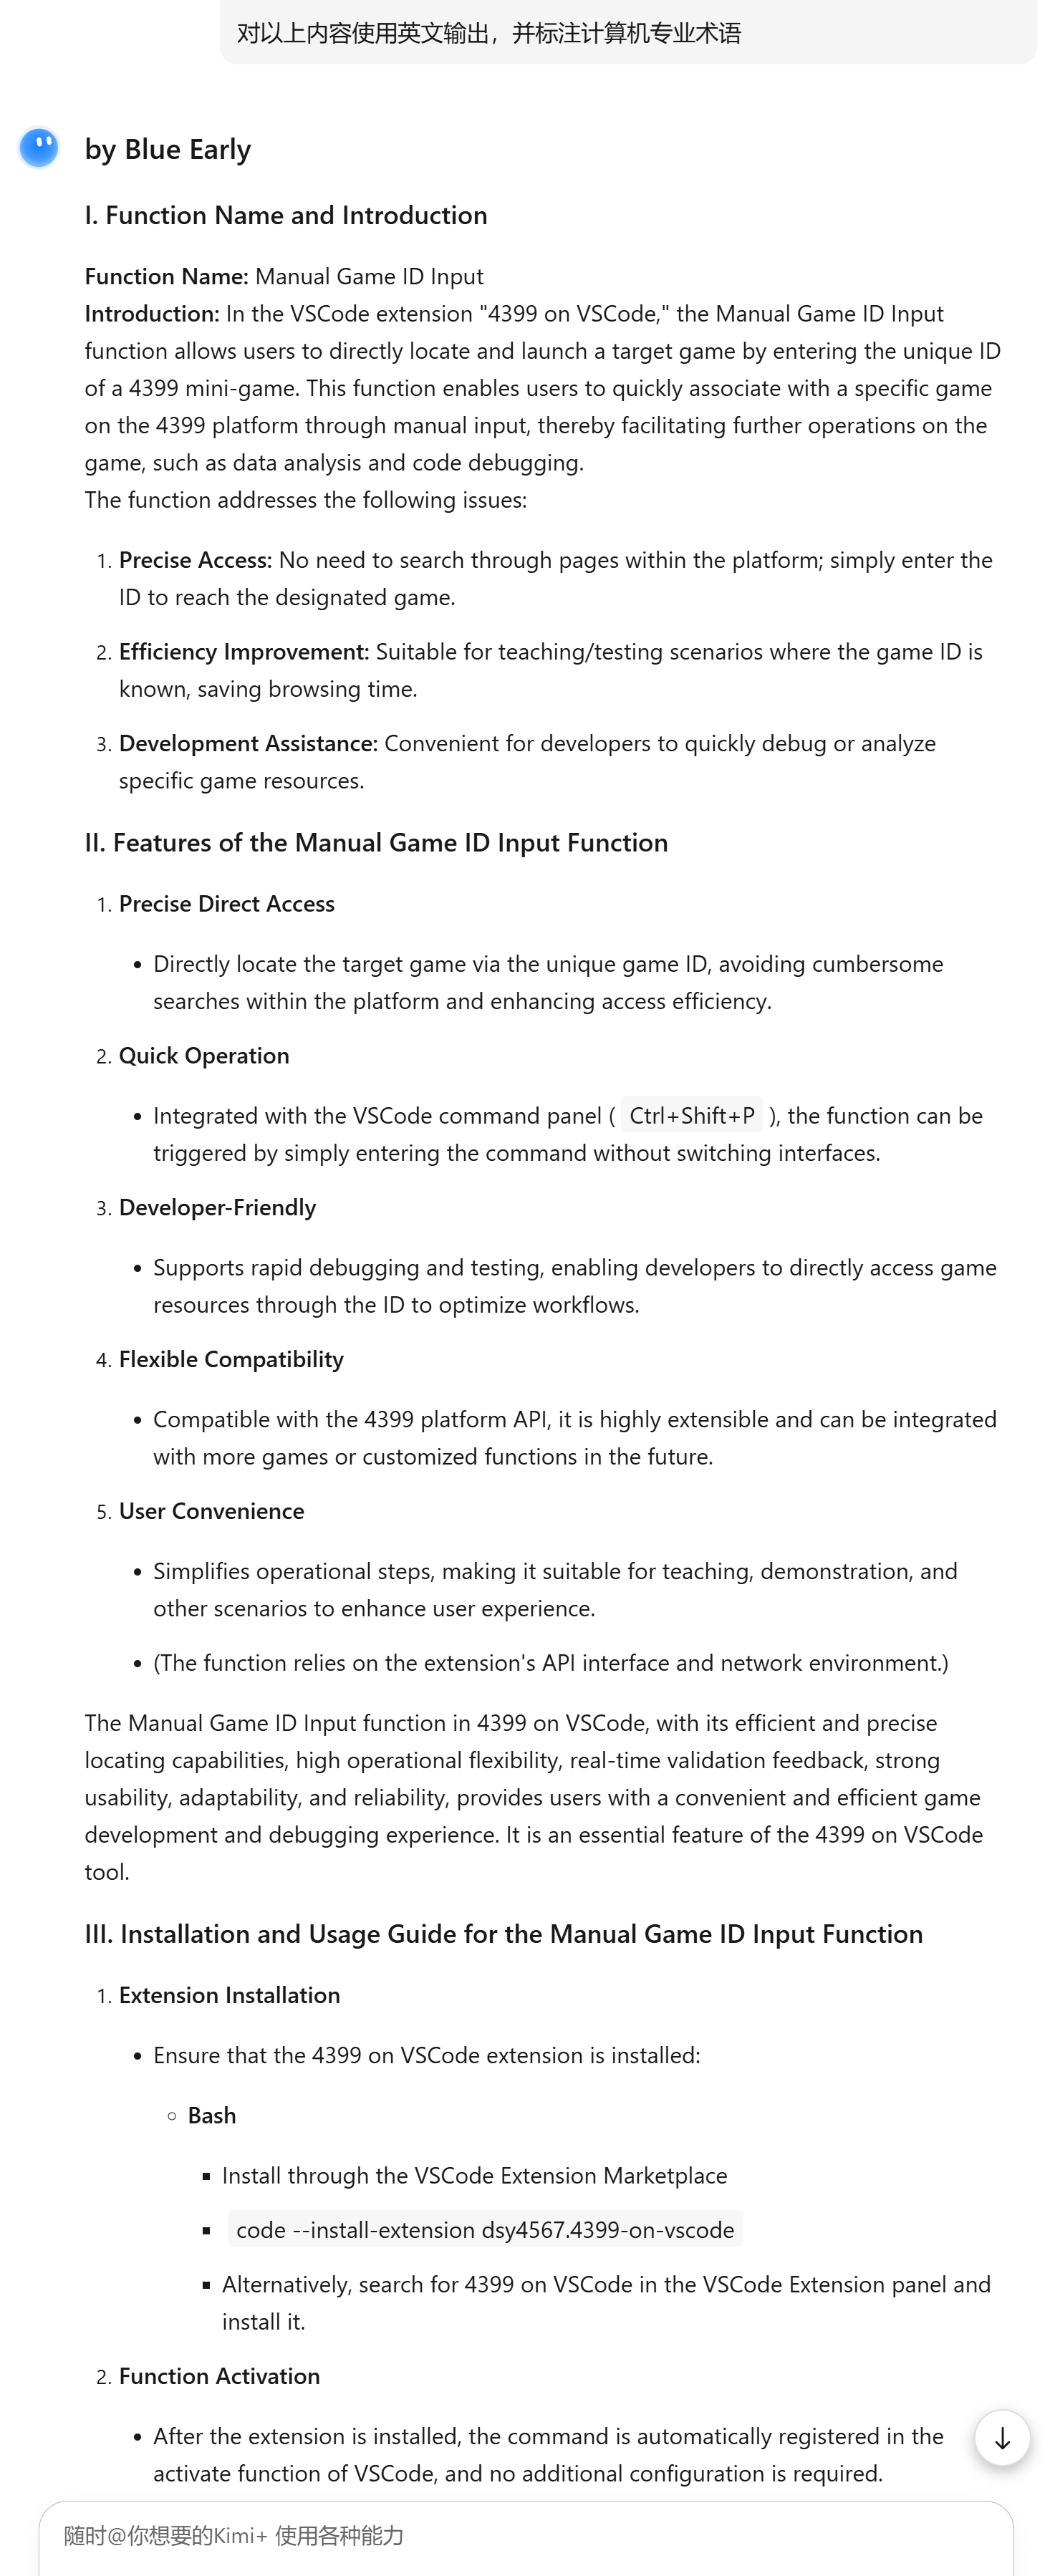 对以上内容使用英文输出，并标注计算机专业术语
by Blue Early
I. Function Name and Introduction
Function Name: Manual Game ID Input
Introduction: In the VSCode extension "4399 on VSCode," the Manual Game ID Input
function allows users to directly locate and launch a target game by entering the unique ID
of a 4399 mini-game. This function enables users to quickly associate with a specific game
on the 4399 platform through manual input, thereby facilitating further operations on the
game, such as data analysis and code debugging.
The function addresses the following issues:
1. Precise Access: No need to search through pages within the platform; simply enter the
ID to reach the designated game.
2. Efficiency Improvement: Suitable for teaching/testing scenarios where the game ID is
known, saving browsing time.
3. Development Assistance: Convenient for developers to quickly debug or analyze
specific game resources.
II. Features of the Manual Game ID Input Function
1. Precise Direct Access
• Directly locate the target game via the unique game ID, avoiding cumbersome
searches within the platform and enhancing access efficiency.
2. Quick Operation
• Integrated with the VSCode command panel ( Ctrl+Shift+P ), the function can be
triggered by simply entering the command without switching interfaces.
3. Developer-Friendly
• Supports rapid debugging and testing, enabling developers to directly access game
resources through the ID to optimize workflows.
4. Flexible Compatibility
• Compatible with the 4399 platform API, it is highly extensible and can be integrated
with more games or customized functions in the future.
5. User Convenience
• Simplifies operational steps, making it suitable for teaching, demonstration, and
other scenarios to enhance user experience.
• (The function relies on the extension's API interface and network environment.)
The Manual Game ID Input function in 4399 on VSCode, with its efficient and precise
locating capabilities, high operational flexibility, real-time validation feedback, strong
usability, adaptability, and reliability, provides users with a convenient and efficient game
development and debugging experience. It is an essential feature of the 4399 on VSCode
tool.
III. Installation and Usage Guide for the Manual Game ID Input Function
1. Extension Installation
• Ensure that the 4399 on VSCode extension is installed:
◦ Bash
▪ Install through the VSCode Extension Marketplace
▪ code --install-extension dsy4567.4399-on-vscode
▪ Alternatively, search for 4399 on VSCode in the VSCode Extension panel and
install it.
2. Function Activation
• After the extension is installed, the command is automatically registered in the
activate function of VSCode, and no additional configuration is required.
随时@你想要的Kimi+ 使用各种能力